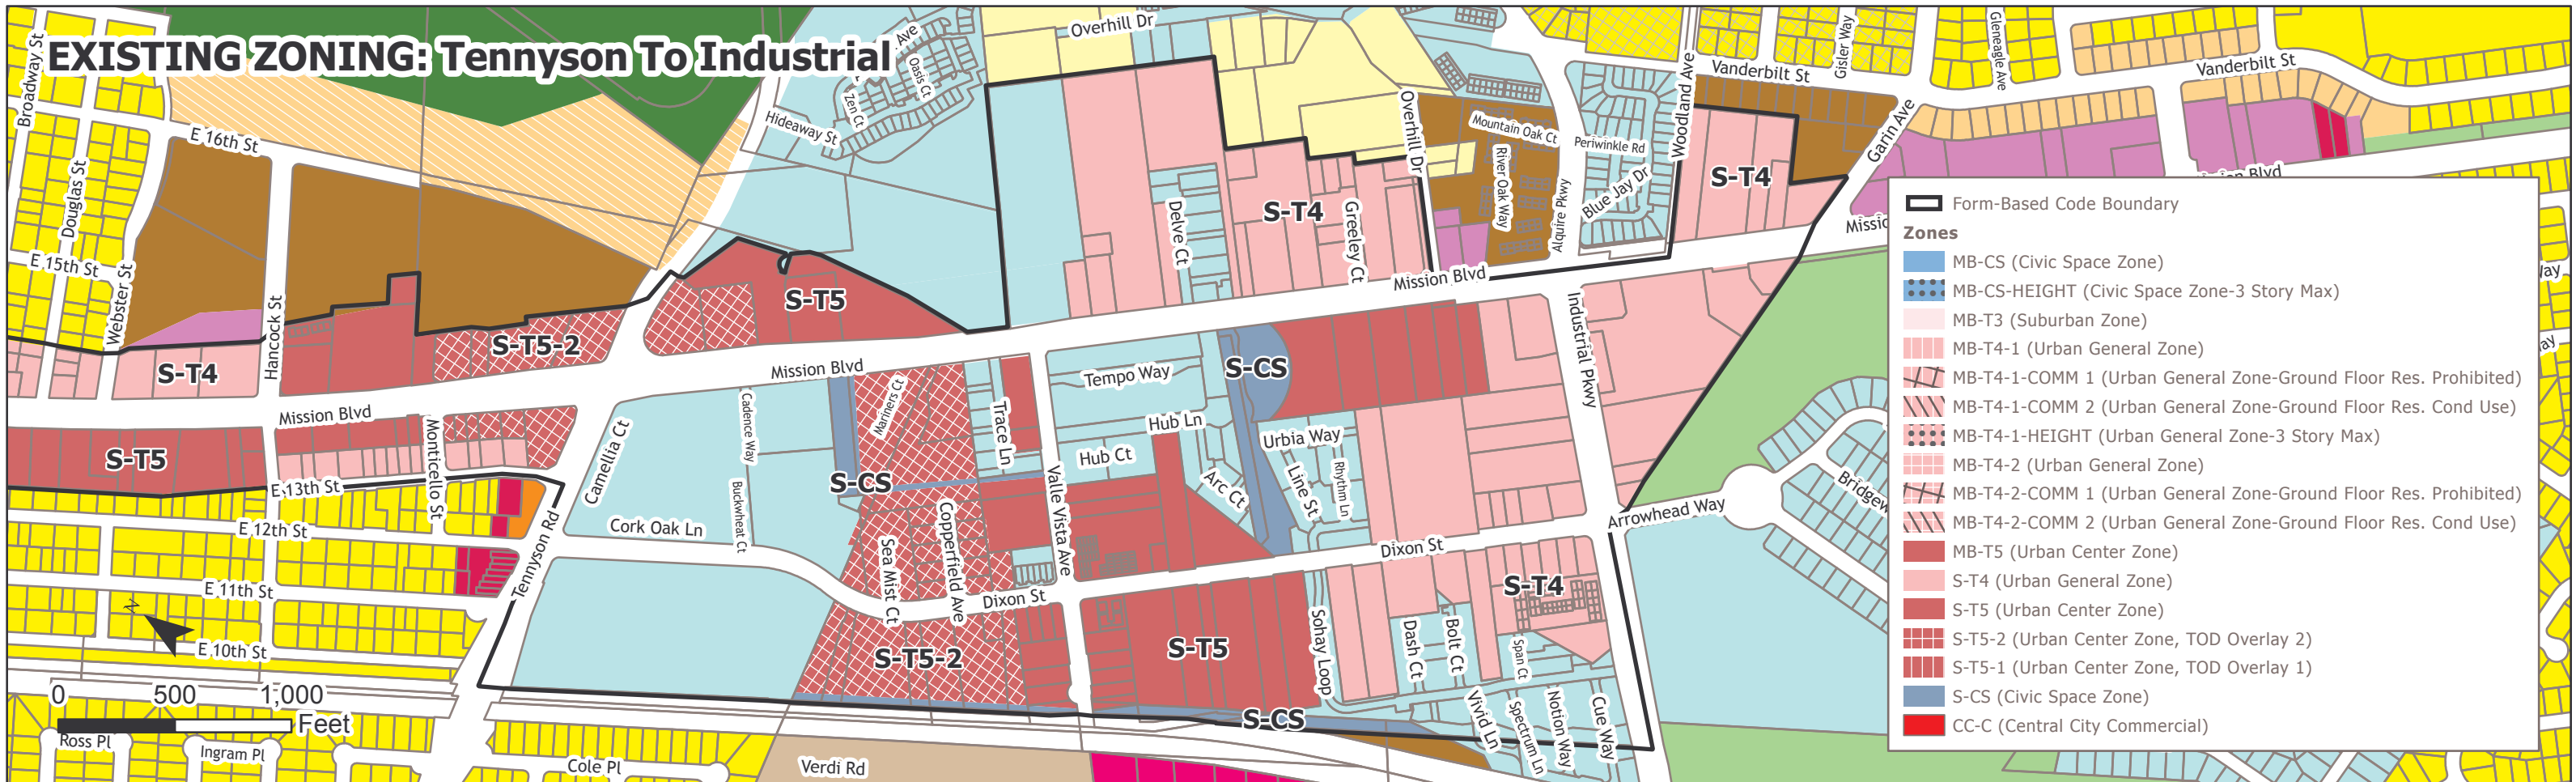 EXISTING ZONING: Tennyson To Industrial
Broadway St
Douglas St
E 16th St
E 15th St
Webster St
Hancock St
S-T4
S-T5-2
S-T5
Mission Blvd
S-T5
Mission Blvd
Monticello St
E 13th St
E 12th St
E 11th St
E 10th St
N
0 500 1,000
Feet
Ross Pl
Ingram Pl
Cole Pl
Verdi Rd
Tennyson Rd
Camellia Ct
Cork Oak Ln
Cadence Way
Buckwheat Ct
S-CS
Mariners Ct
Sea Mist Ct
Copperfield Ave
Trace Ln
Valle Vista Ave
Dixon St
S-T5-2
Ave
Oasis Ct
Zen Ct
Hideaway St
Overhill Dr
Delve Ct
S-T4
Greeley Ct
Overhill Dr
Mission Blvd
Mountain Oak Ct
River Oak Way
Alquire Pkwy
Periwinkle Rd
Blue Jay Dr
Woodland Ave
Vanderbilt St
Gisler Way
Gleneagle Ave
Vanderbilt St
Garin Ave
S-T4
Tempo Way
Hub Ln
Hub Ct
Arc Ct
S-CS
Urbia Way
Line St
Rhythm Ln
Industrial Pkwy
Dixon St
Arrowhead Way
S-T4
S-T5
Sohay Loop
Dash Ct
Bolt Ct
Span Ct
Vivid Ln
Spectrum Ln
Notion Way
Cue Way
S-CS
Form-Based Code Boundary
Zones
MB-CS (Civic Space Zone)
MB-CS-HEIGHT (Civic Space Zone-3 Story Max)
MB-T3 (Suburban Zone)
MB-T4-1 (Urban General Zone)
MB-T4-1-COMM 1 (Urban General Zone-Ground Floor Res. Prohibited)
MB-T4-1-COMM 2 (Urban General Zone-Ground Floor Res. Cond Use)
MB-T4-1-HEIGHT (Urban General Zone-3 Story Max)
MB-T4-2 (Urban General Zone)
MB-T4-2-COMM 1 (Urban General Zone-Ground Floor Res. Prohibited)
MB-T4-2-COMM 2 (Urban General Zone-Ground Floor Res. Cond Use)
MB-T5 (Urban Center Zone)
S-T4 (Urban General Zone)
S-T5 (Urban Center Zone)
S-T5-2 (Urban Center Zone, TOD Overlay 2)
S-T5-1 (Urban Center Zone, TOD Overlay 1)
S-CS (Civic Space Zone)
CC-C (Central City Commercial)